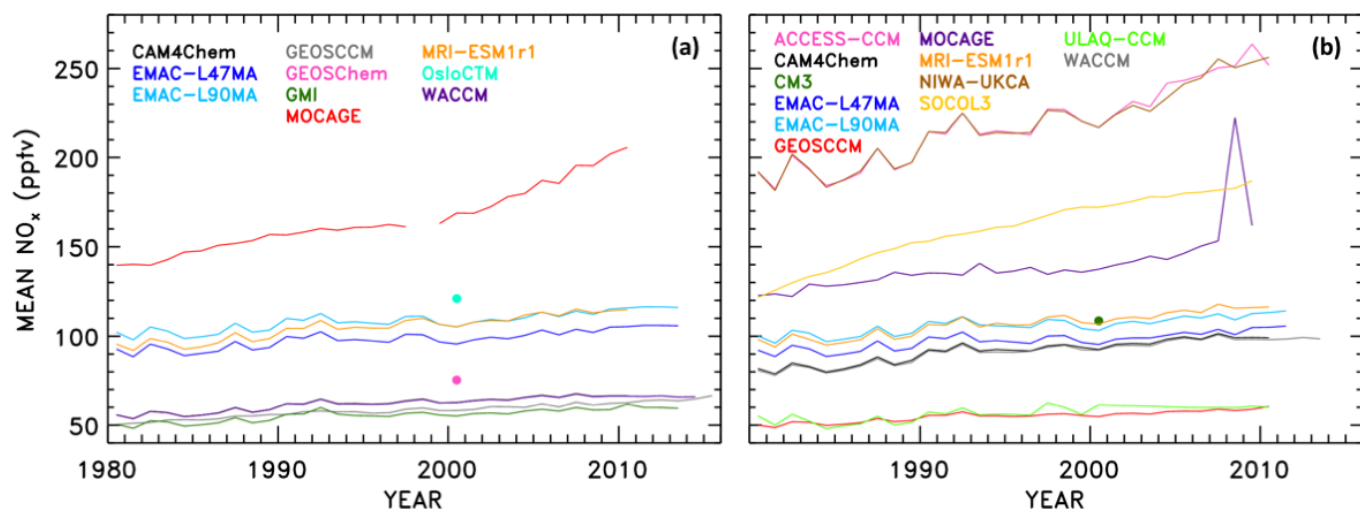 MEAN NOx (pptv)
250
200
150
100
50
CAM4Chem GEOSCCM MRI-ESM1r1 (a)
EMAC-L47MA GEOSChem OsloCTM
EMAC-L90MA GMI WACCM
MOCAGE
1980 1990 2000 2010
YEAR
ACCESS-CCM MOCAGE ULAQ-CCM (b)
CAM4Chem MRI-ESM1r1 WACCM
CM3 NIWA-UKCA
EMAC-L47MA SOCOL3
EMAC-L90MA
GEOSCCM
1990 2000 2010
YEAR